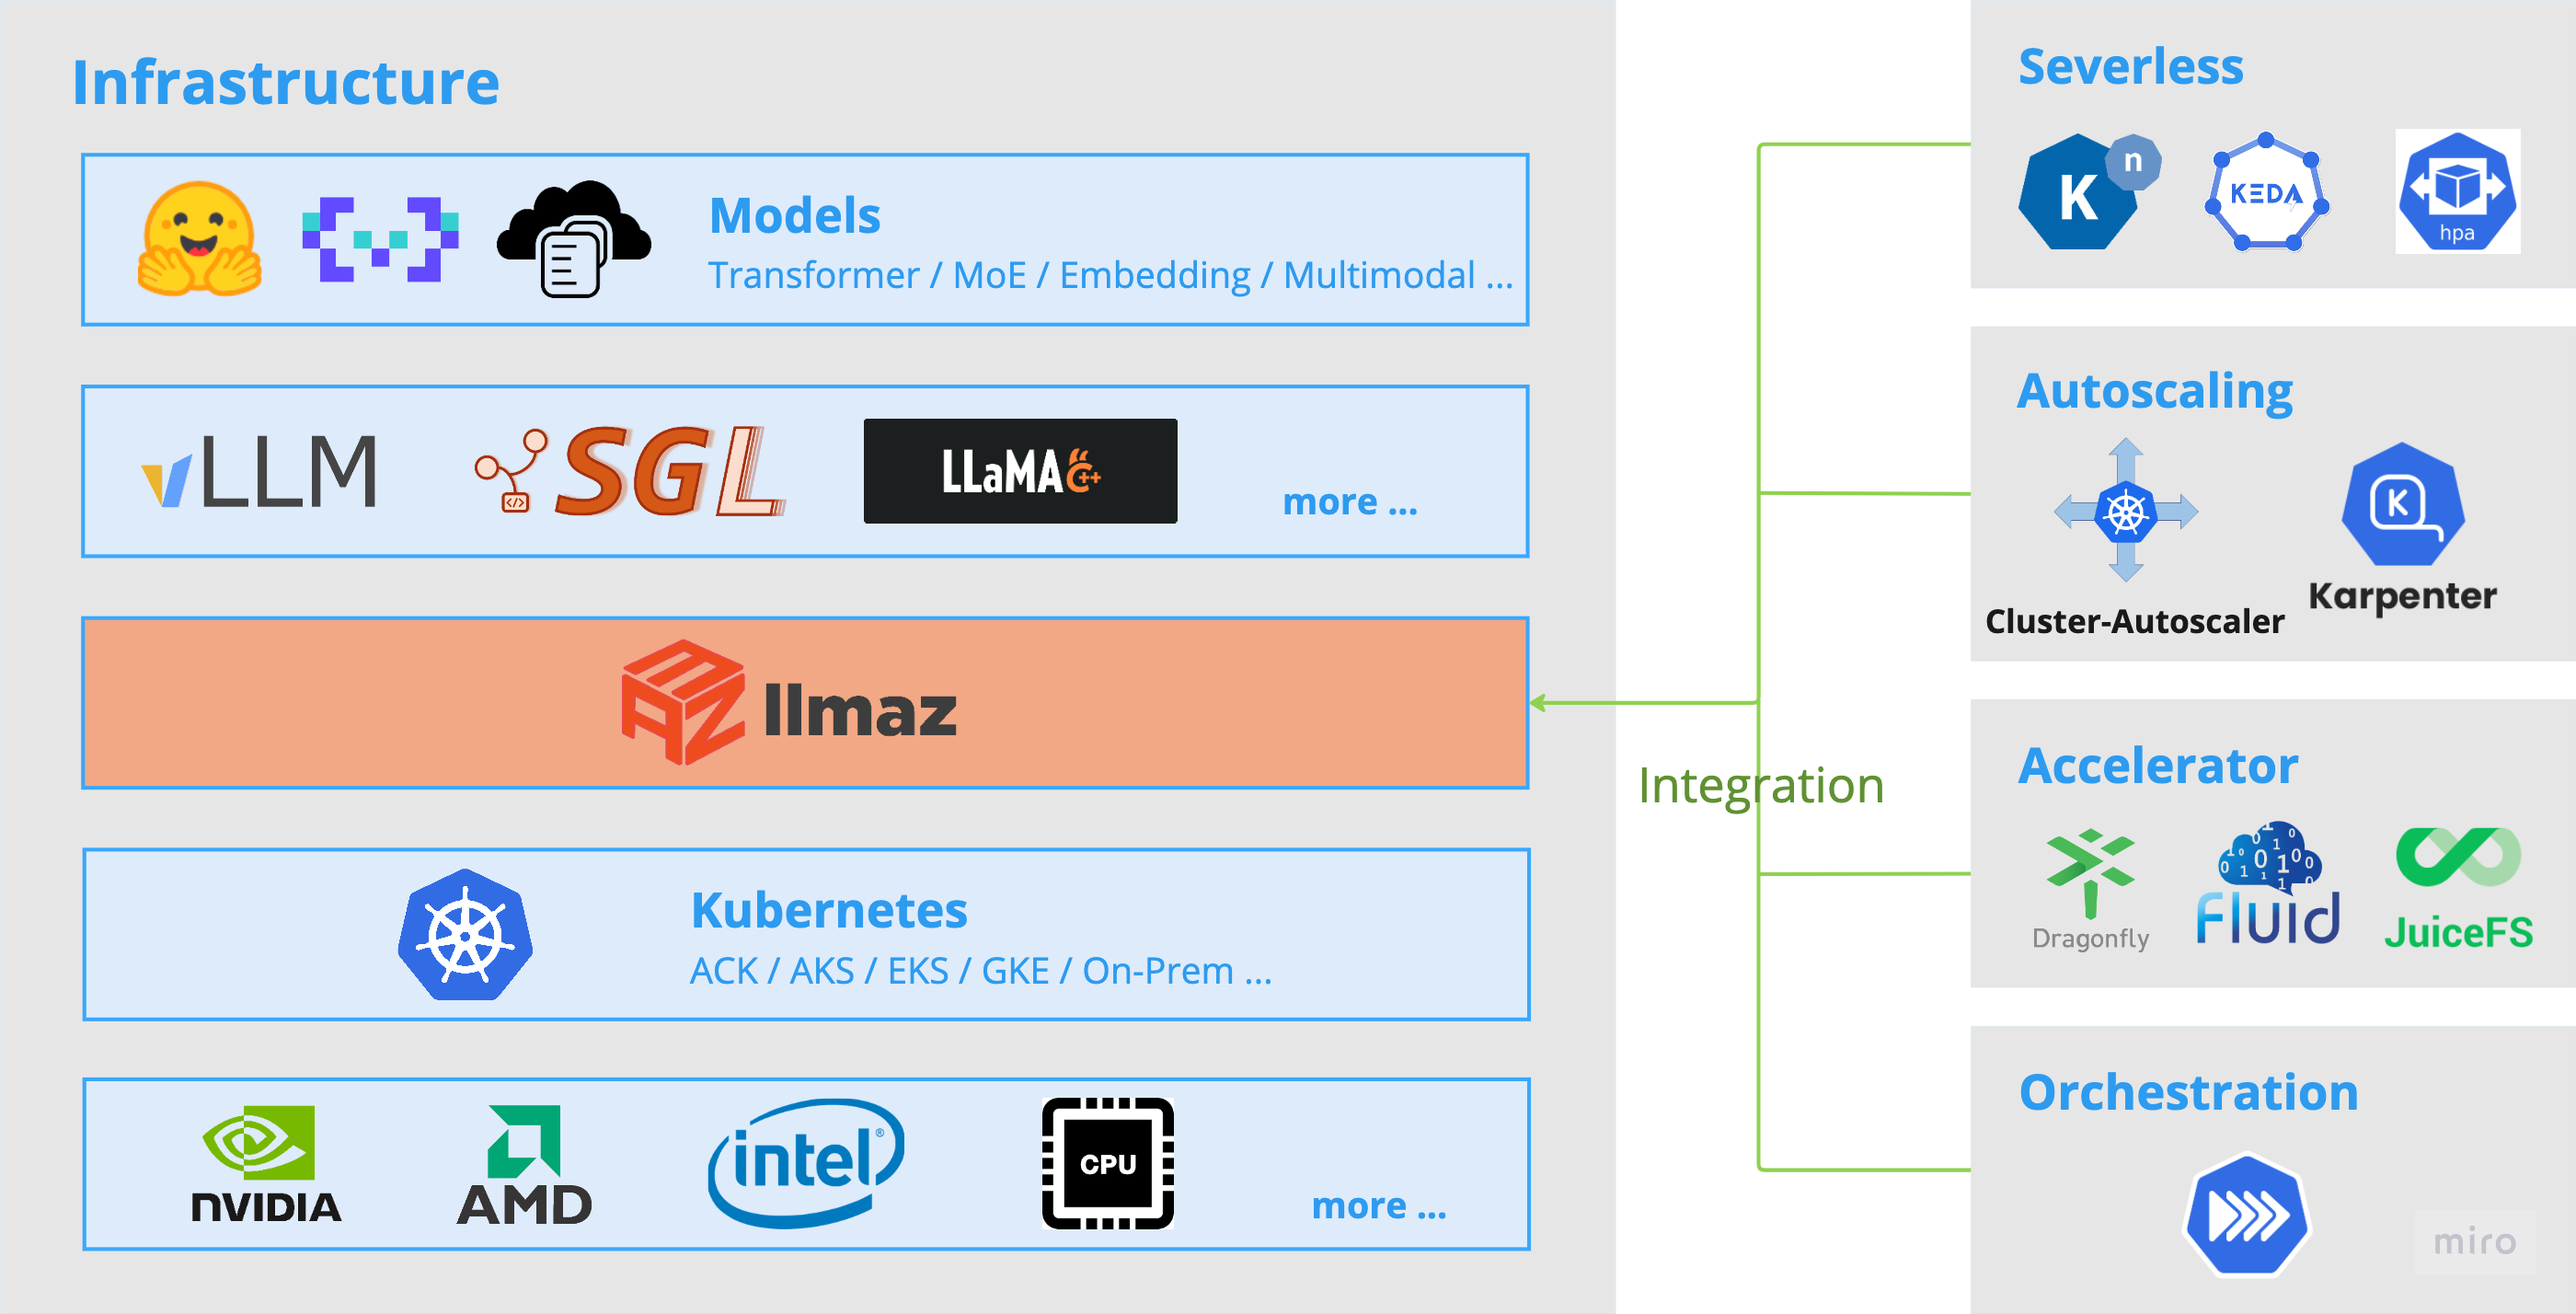 Infrastructure
Models
Transformer / MoE / Embedding / Multimodal ...
vLLM
SGL
</>
LLaMA C++
more ...
llmaz
Kubernetes
ACK / AKS / EKS / GKE / On-Prem ...
NVIDIA
AMD
intel®
CPU
more ...
Integration
Severless
K n
KEDA
hpa
Autoscaling
K
Cluster-Autoscaler
Karpenter
Accelerator
Dragonfly
Fluid
JuiceFS
Orchestration
miro